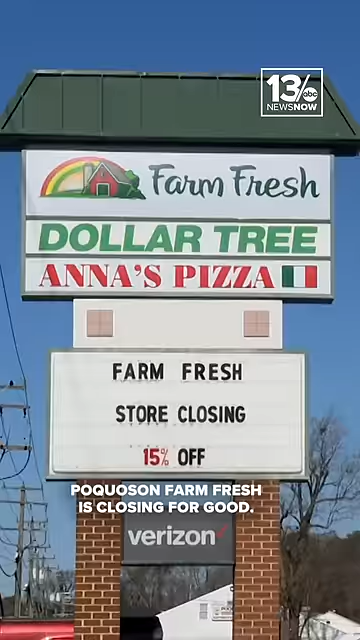 13 abc
NEWSNOW
Farm Fresh
DOLLAR TREE
ANNA'S PIZZA
FARM FRESH
STORE CLOSING
15% OFF
POQUOSON FARM FRESH
IS CLOSING FOR GOOD.
verizon